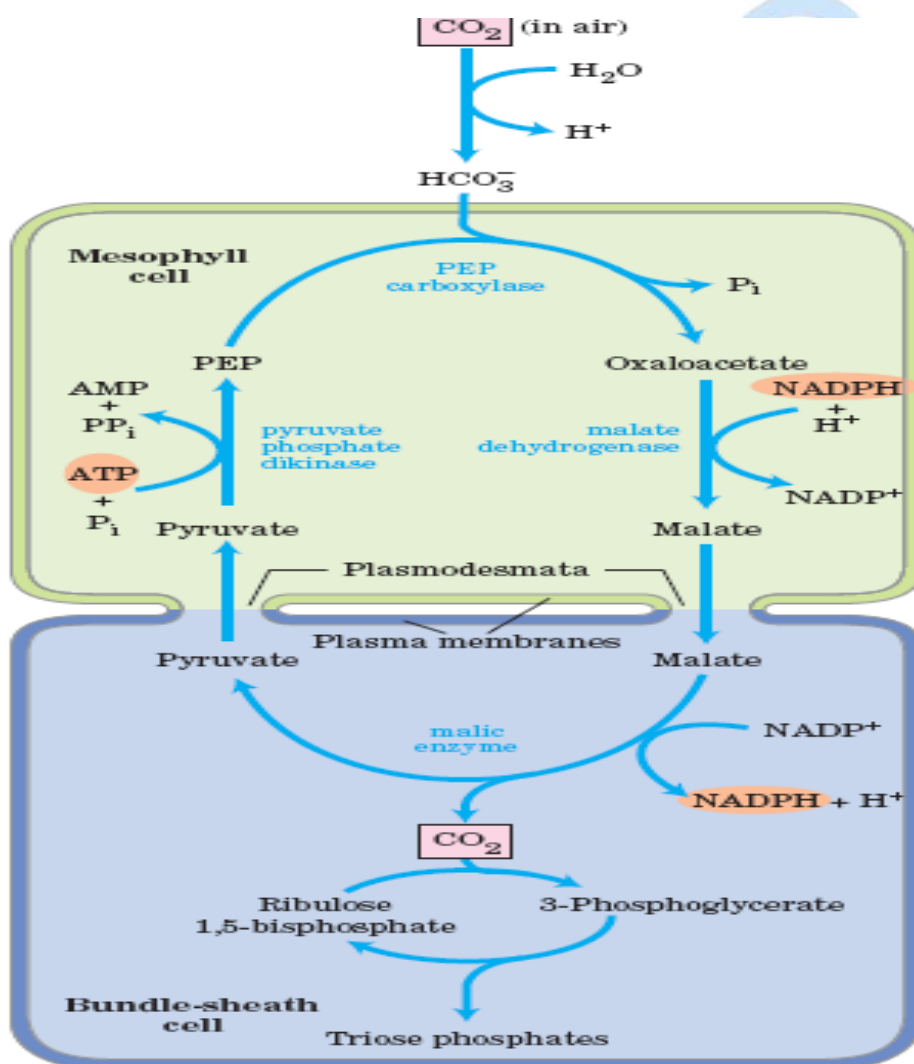 CO₂ (in air)
H₂O
H⁺
HCO₃⁻
Mesophyll
cell
PEP
carboxylase
Pᵢ
PEP
Oxaloacetate
AMP
+
PPᵢ
NADPH
+
H⁺
pyruvate
phosphate
dikinase
malate
dehydrogenase
ATP
+
Pᵢ
NADP⁺
Pyruvate
Malate
Plasmodesmata
Plasma membranes
Pyruvate
Malate
malic
enzyme
NADP⁺
NADPH + H⁺
CO₂
Ribulose
1,5-bisphosphate
3-Phosphoglycerate
Bundle-sheath
cell
Triose phosphates